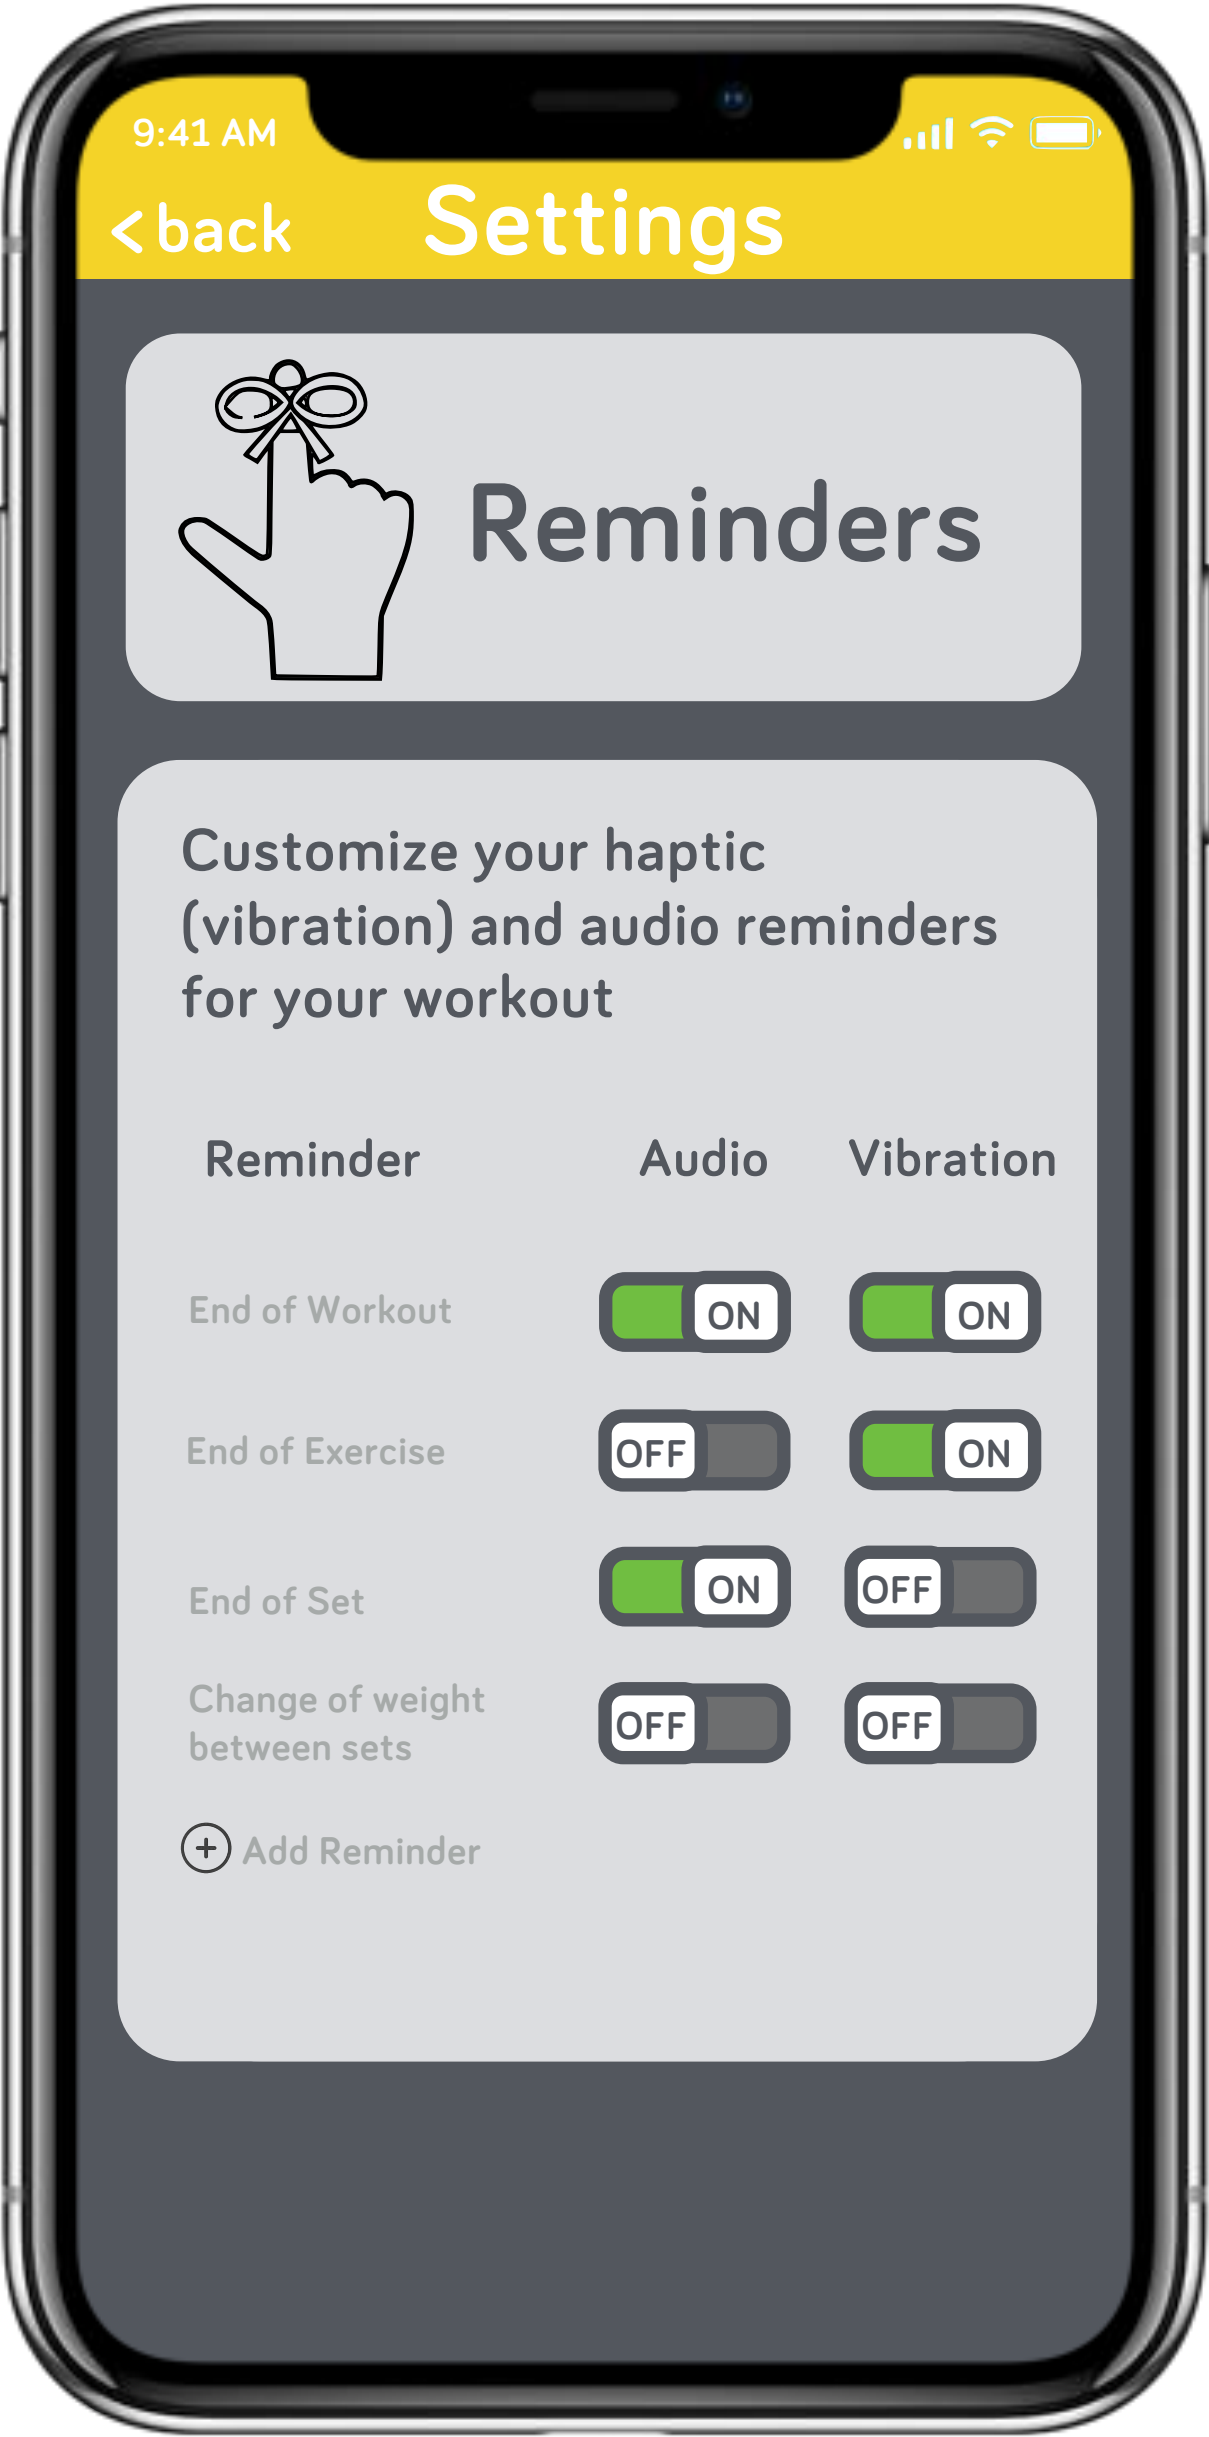 9:41 AM
< back Settings
Reminders
Customize your haptic
(vibration) and audio reminders
for your workout
Reminder Audio Vibration
End of Workout ON ON
End of Exercise OFF ON
End of Set ON OFF
Change of weight
between sets OFF OFF
+ Add Reminder